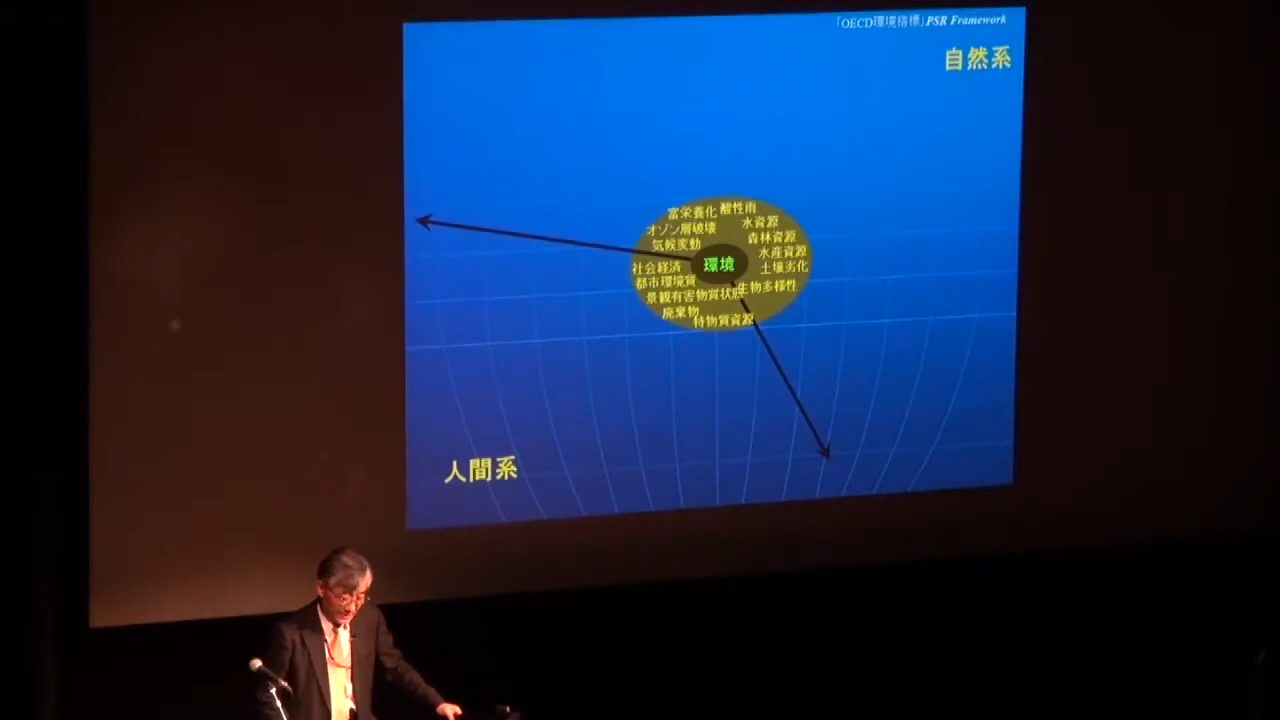 「OECD環境指標」PSR Framework
自然系
富栄養化 酸性雨
オゾン層破壊 水資源
気候変動 森林資源
水産資源
社会経済 環境 土壌劣化
都市環境質
景観有害物質状態 生物多様性
廃棄物
特物質資源
人間系